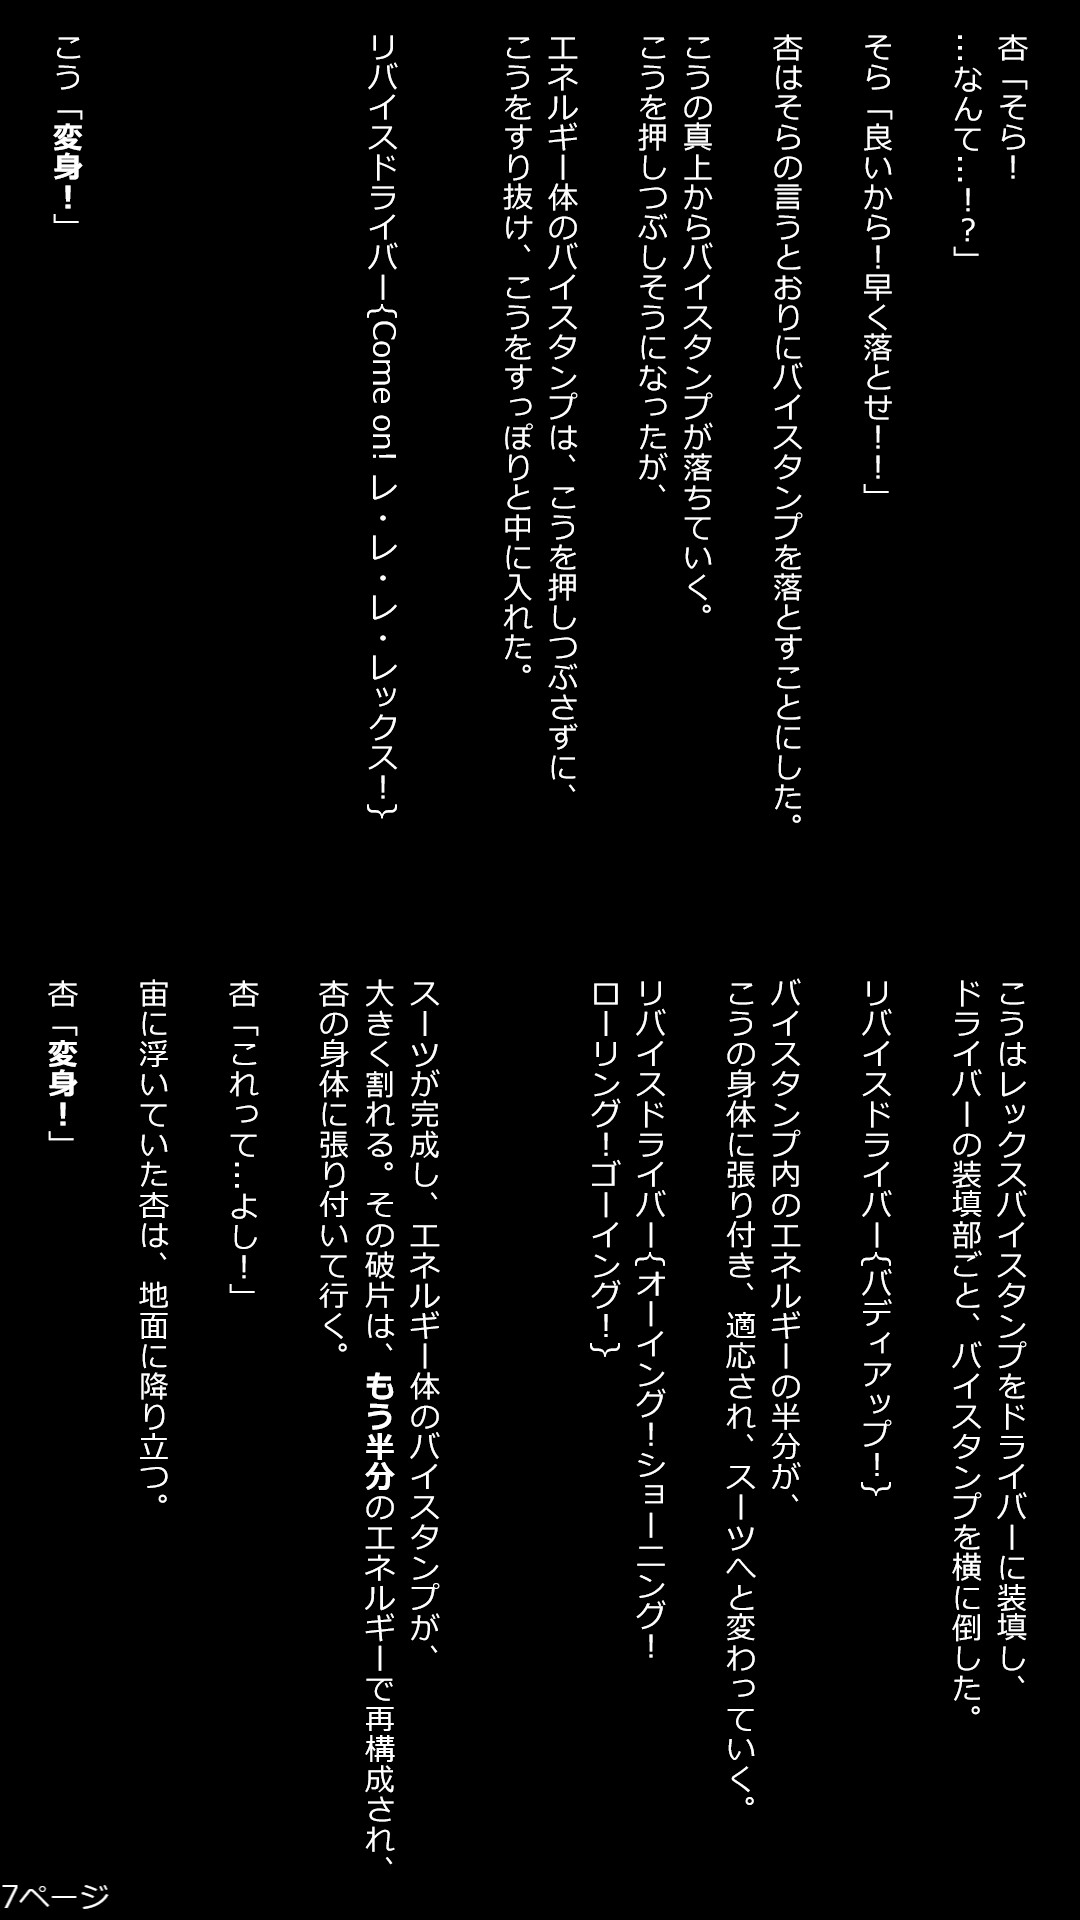 杏「そら！
…なんて…！?」
そら「良いから！早く落とせ！！」
杏はそらの言うとおりにバイスタンプを落とすことにした。
こうの真上からバイスタンプが落ちていく。
こうを押しつぶしそうになったが、
エネルギー体のバイスタンプは、こうを押しつぶさずに、
こうをすり抜け、こうをすっぽりと中に入れた。
リバイスドライバー{Come on! レ・レ・レ・レックス！}
こう「変身！」
こうはレックスバイスタンプをドライバーに装填し、
ドライバーの装填部ごと、バイスタンプを横に倒した。
リバイスドライバー{バディアップ！}
バイスタンプ内のエネルギーの半分が、
こうの身体に張り付き、適応され、スーツへと変わっていく。
リバイスドライバー{オーイング！ショーニング！
ローリング！ゴーイング！}
スーツが完成し、エネルギー体のバイスタンプが、
大きく割れる。その破片は、もう半分のエネルギーで再構成され、
杏の身体に張り付いて行く。
杏「これって…よし！」
宙に浮いていた杏は、地面に降り立つ。
杏「変身！」
7ページ